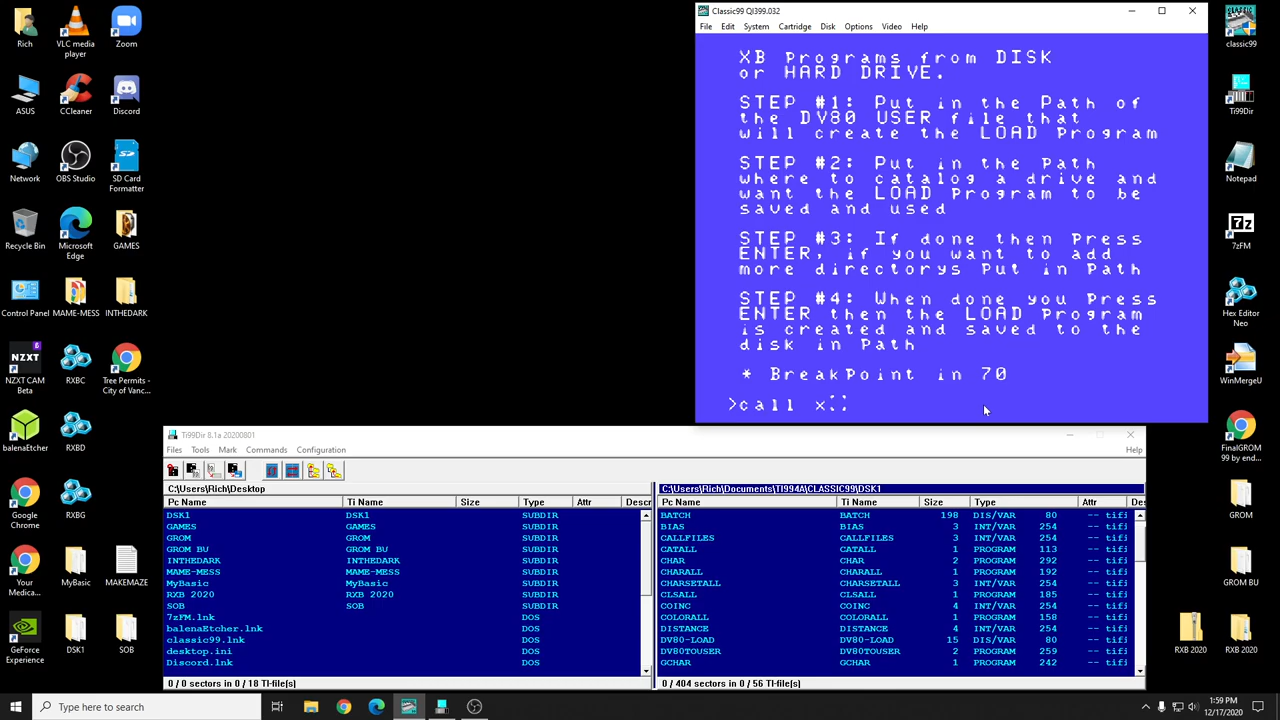 Rich
VLC media player
Zoom
ASUS
CCleaner
Discord
Network
OBS Studio
SD Card Formatter
Recycle Bin
Microsoft Edge
GAMES
Control Panel
MAME-MESS
INTHEDARK
NZXT CAM Beta
RXBC
Tree Permits - City of Vanc...
balenaEtcher
RXBD
Google Chrome
RXBG
Your Medica...
MyBasic
MAKEMAZE
GeForce Experience
DSK1
SOB
Classic99 QI399.032
File Edit System Cartridge Disk Options Video Help
XB Programs from DISK
or HARD DRIVE.
STEP #1: Put in the Path of
the DV80 USER file that
will create the LOAD Program
STEP #2: Put in the Path
where to catalog a drive and
want the LOAD Program to be
saved and used
STEP #3: If done then Press
ENTER, if you want to add
more directorys Put in Path
STEP #4: When done you Press
ENTER then the LOAD Program
is created and saved to the
disk in Path
* BreakPoint in 70
>call x
Ti99Dir 8.1a 20200801
Files Tools Mark Commands Configuration Help
C:\Users\Rich\Desktop
Pc Name Ti Name Size Type Attr Descr
DSK1 DSK1 SUBDIR
GAMES GAMES SUBDIR
GROM GROM SUBDIR
GROM BU GROM BU SUBDIR
INTHEDARK INTHEDARK SUBDIR
MAME-MESS MAME-MESS SUBDIR
MyBasic MyBasic SUBDIR
RXB 2020 RXB 2020 SUBDIR
SOB SOB SUBDIR
7zFM.lnk DOS
balenaEtcher.lnk DOS
classic99.lnk DOS
desktop.ini DOS
Discord.lnk DOS
0 / 0 sectors in 0 / 18 TI-file(s)
C:\Users\Rich\Documents\TI994A\CLASSIC99\DSK1
Pc Name Ti Name Size Type Attr Des
BATCH BATCH 198 DIS/VAR 80 -- tifi
BIAS BIAS 3 INT/VAR 254 -- tifi
CALLFILES CALLFILES 3 INT/VAR 254 -- tifi
CATALL CATALL 1 PROGRAM 113 -- tifi
CHAR CHAR 2 PROGRAM 292 -- tifi
CHARALL CHARALL 1 PROGRAM 192 -- tifi
CHARSETALL CHARSETALL 3 INT/VAR 254 -- tifi
CLSALL CLSALL 1 PROGRAM 185 -- tifi
COINC COINC 4 INT/VAR 254 -- tifi
COLORALL COLORALL 1 PROGRAM 158 -- tifi
DISTANCE DISTANCE 4 INT/VAR 254 -- tifi
DV80-LOAD DV80-LOAD 15 DIS/VAR 80 -- tifi
DV80TOUSER DV80TOUSER 2 PROGRAM 259 -- tifi
GCHAR GCHAR 1 PROGRAM 242 -- tifi
0 / 404 sectors in 0 / 56 TI-file(s)
classic99
Ti99Dir
Notepad
7zFM
Hex Editor Neo
WinMergeU
FinalGROM 99 by end...
GROM
GROM BU
RXB 2020
RXB 2020
Type here to search
1:59 PM
12/17/2020